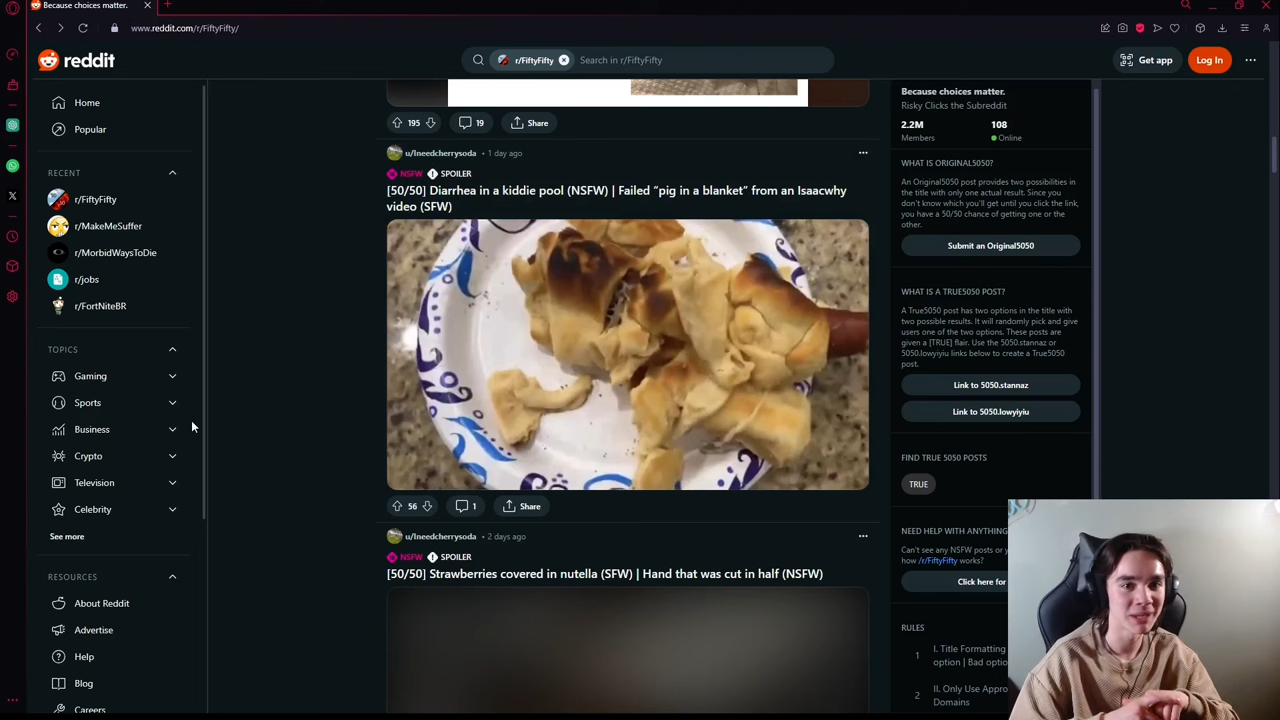 Because choices matter.
www.reddit.com/r/FiftyFifty/
reddit
r/FiftyFifty
Search in r/FiftyFifty
Get app
Log In
Home
Popular
RECENT
r/FiftyFifty
r/MakeMeSuffer
r/MorbidWaysToDie
r/jobs
r/FortNiteBR
TOPICS
Gaming
Sports
Business
Crypto
Television
Celebrity
See more
RESOURCES
About Reddit
Advertise
Help
Blog
Careers
195
19
Share
u/Ineedcherrysoda • 1 day ago
NSFW SPOILER
[50/50] Diarrhea in a kiddie pool (NSFW) | Failed “pig in a blanket” from an Isaacwhy
video (SFW)
56
1
Share
u/Ineedcherrysoda • 2 days ago
NSFW SPOILER
[50/50] Strawberries covered in nutella (SFW) | Hand that was cut in half (NSFW)
Because choices matter.
Risky Clicks the Subreddit
2.2M 108
Members Online
WHAT IS ORIGINAL5050?
An Original5050 post provides two possibilities in
the title with only one actual result. Since you
don't know which you'll get until you click the link,
you have a 50/50 chance of getting one or the
other.
Submit an Original5050
WHAT IS A TRUE5050 POST?
A True5050 post has two options in the title with
two possible results. It will randomly pick and give
users one of the two options. These posts are
given a [TRUE] flair. Use the 5050.stannaz or
5050.lowyiyiu links below to create a True5050
post.
Link to 5050.stannaz
Link to 5050.lowyiyiu
FIND TRUE 5050 POSTS
TRUE
NEED HELP WITH ANYTHING
Can't see any NSFW posts or
how /r/FiftyFifty works?
Click here for
RULES
1 I. Title Formatting
option | Bad
2 II. Only Use
Domains